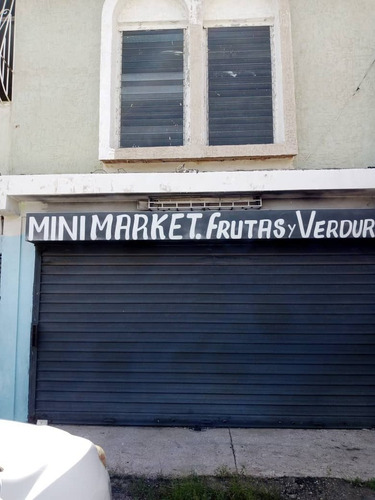 MINI MARKET. FRUTAS y VERDUR